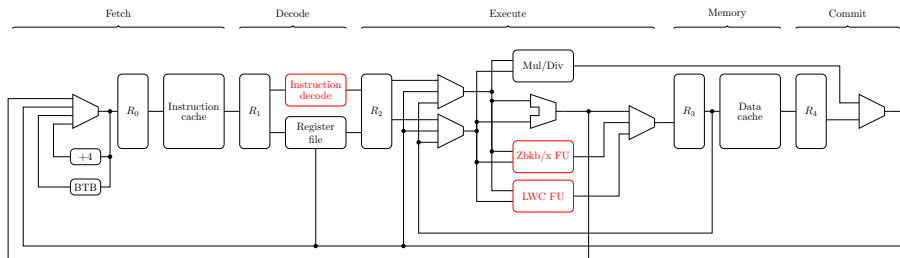 Fetch
Decode
Execute
Memory
Commit
R0
Instruction
cache
R1
Instruction
decode
Register
file
R2
Mul/Div
Zbkb/x FU
LWC FU
R3
Data
cache
R4
+4
BTB